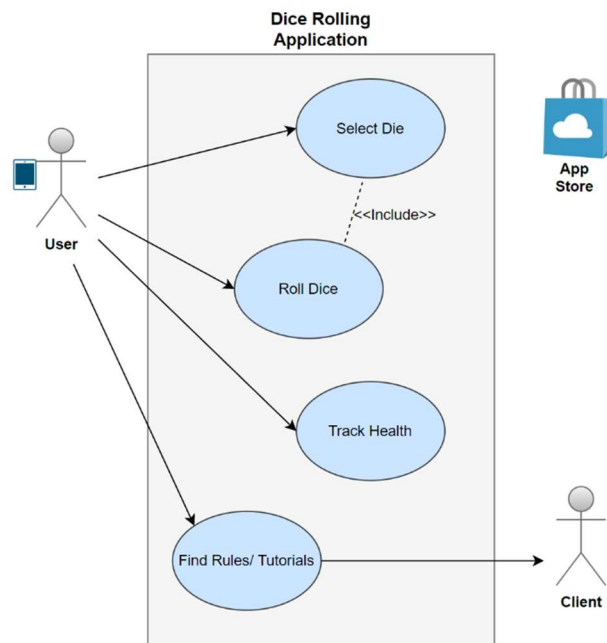 Dice Rolling
Application
Select Die
App
Store
<<Include>>
User
Roll Dice
Track Health
Find Rules/ Tutorials
Client